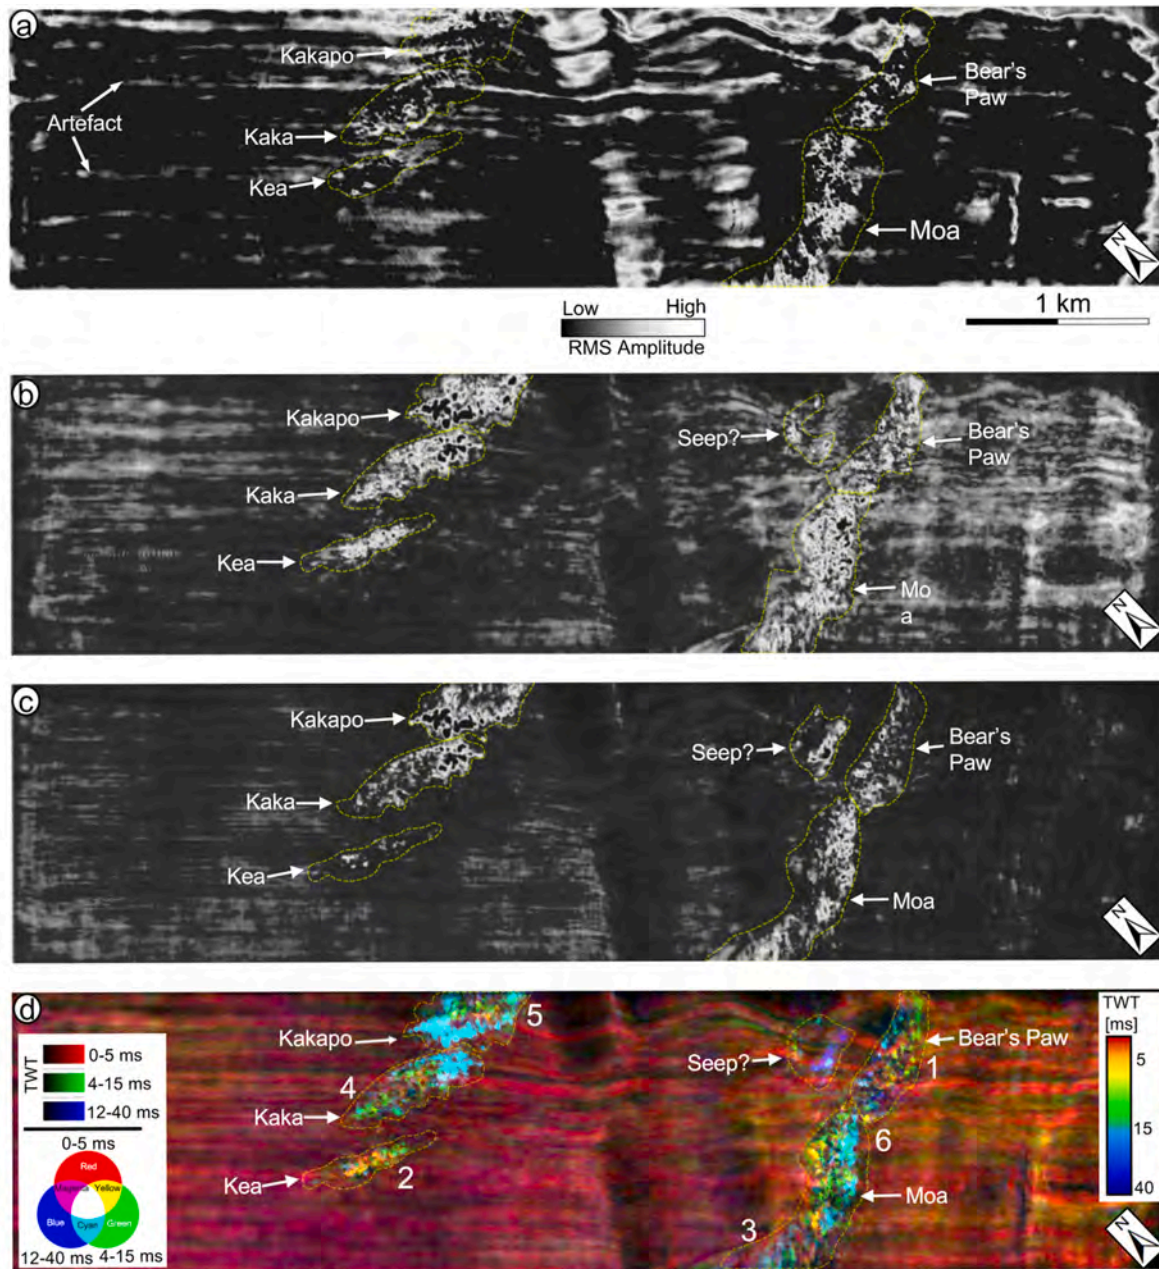 a
Kakapo
Bear's
Paw
Artefact
Kaka
Kea
Moa
N
Low High
RMS Amplitude
1 km
b
Kakapo
Seep?
Bear's
Paw
Kaka
Kea
Mo
a
N
c
Kakapo
Seep?
Bear's
Paw
Kaka
Kea
Moa
N
d
TWT
[ms]
5
Kakapo
Bear's Paw
TWT
0-5 ms
4-15 ms
12-40 ms
Seep?
1
5
4
Kaka
6
15
0-5 ms
Red
Magenta Yellow
Blue Cyan Green
12-40 ms 4-15 ms
Kea
2
Moa
40
3
N